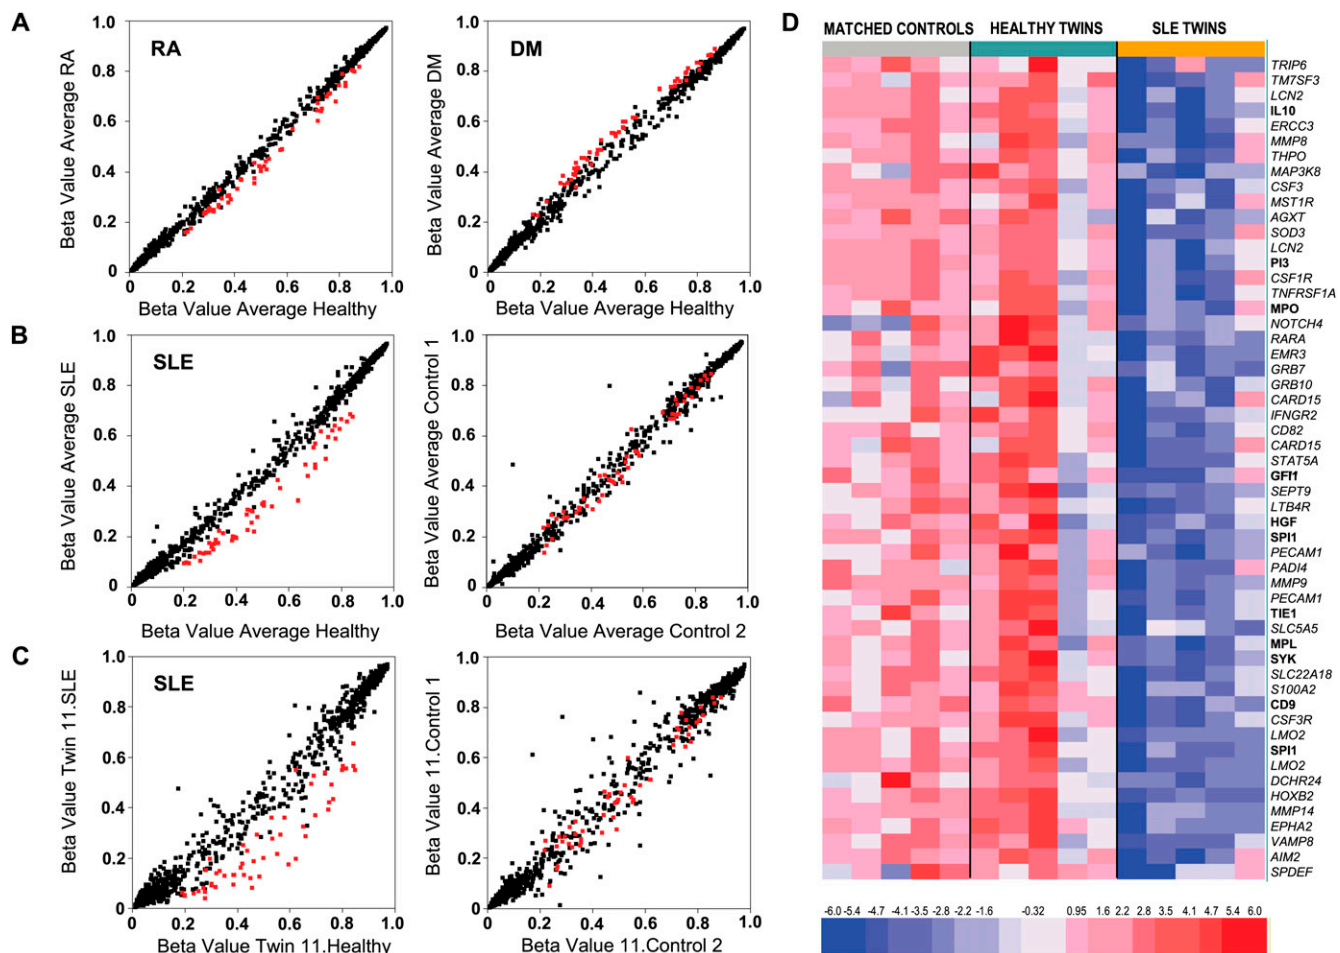 A
RA
Beta Value Average RA
1.0
0.8
0.6
0.4
0.2
0
0.2
0.4
0.6
0.8
1.0
Beta Value Average Healthy
DM
Beta Value Average DM
1.0
0.8
0.6
0.4
0.2
0
0
0.2
0.4
0.6
0.8
1.0
Beta Value Average Healthy
B
SLE
Beta Value Average SLE
1.0
0.8
0.6
0.4
0.2
0
0
0.2
0.4
0.6
0.8
1.0
Beta Value Average Healthy
Beta Value Average Control 1
1.0
0.8
0.6
0.4
0.2
0
0
0.2
0.4
0.6
0.8
1.0
Beta Value Average Control 2
C
SLE
Beta Value Twin 11.SLE
1.0
0.8
0.6
0.4
0.2
0
0
0.2
0.4
0.6
0.8
1.0
Beta Value Twin 11.Healthy
Beta Value 11.Control 1
1.0
0.8
0.6
0.4
0.2
0
0
0.2
0.4
0.6
0.8
1.0
Beta Value 11.Control 2
D
MATCHED CONTROLS HEALTHY TWINS SLE TWINS
TRIP6
TM7SF3
LCN2
IL10
ERCC3
MMP8
THPO
MAP3K8
CSF3
MST1R
AGXT
SOD3
LCN2
PI3
CSF1R
TNFRSF1A
MPO
NOTCH4
RARA
EMR3
GRB7
GRB10
CARD15
IFNGR2
CD82
CARD15
STAT5A
GFI1
SEPT9
LTB4R
HGF
SPI1
PECAM1
PADI4
MMP9
PECAM1
TIE1
SLC5A5
MPL
SYK
SLC22A18
S100A2
CD9
CSF3R
LMO2
SPI1
LMO2
DCHR24
HOXB2
MMP14
EPHA2
VAMP8
AIM2
SPDEF
-6.0 -5.4 -4.7 -4.1 -3.5 -2.8 -2.2 -1.6 -0.32 0.95 1.6 2.2 2.8 3.5 4.1 4.7 5.4 6.0